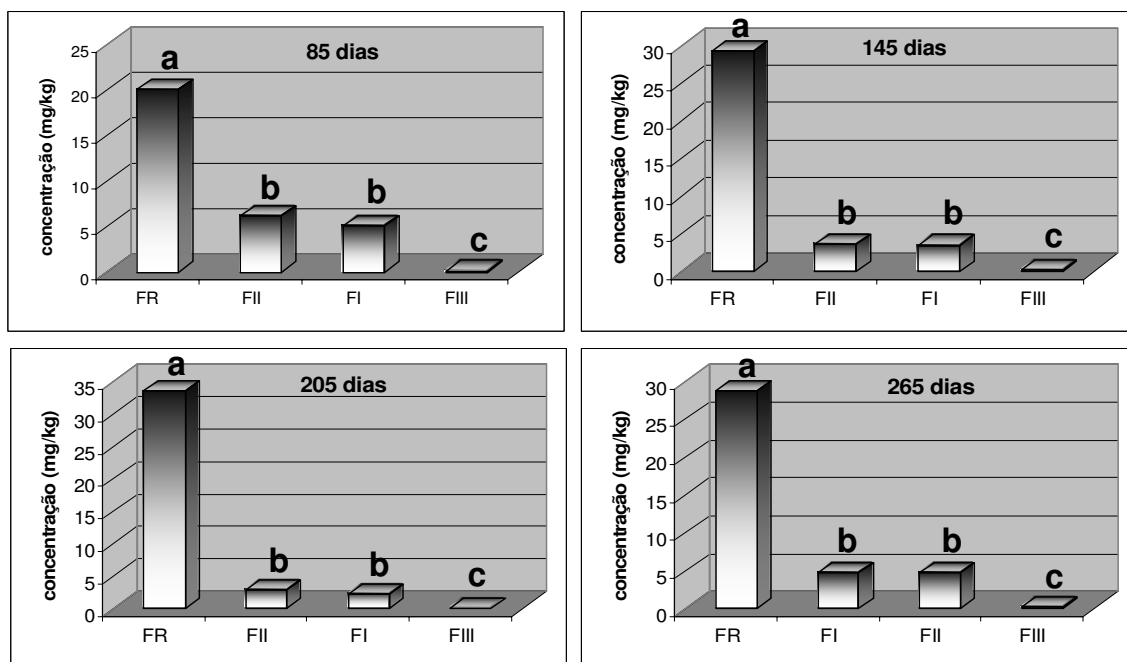 85 dias
concentração (mg/kg)
25
20
15
10
5
0
a
b
b
c
FR
FII
FI
FIII
145 dias
concentração (mg/kg)
30
25
20
15
10
5
0
a
b
b
c
FR
FII
FI
FIII
205 dias
concentração (mg/kg)
35
30
25
20
15
10
5
0
a
b
b
c
FR
FII
FI
FIII
265 dias
concentração (mg/kg)
30
25
20
15
10
5
0
a
b
b
c
FR
FI
FII
FIII